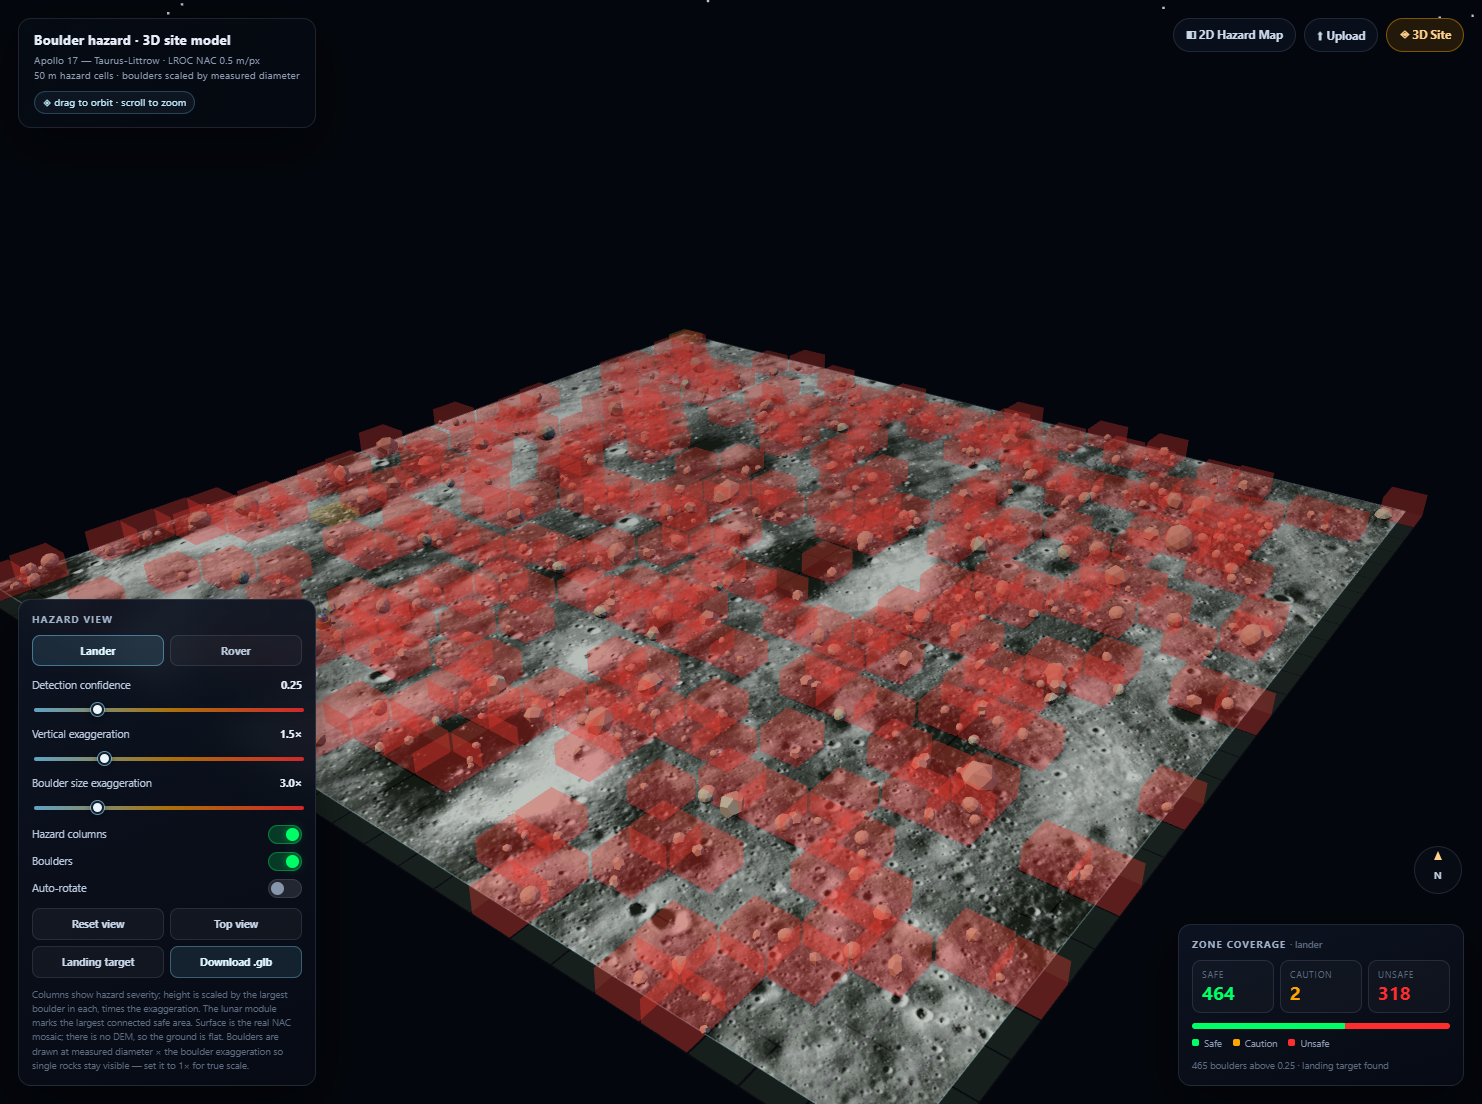 Boulder hazard · 3D site model
Apollo 17 — Taurus-Littrow · LROC NAC 0.5 m/px
50 m hazard cells · boulders scaled by measured diameter
drag to orbit · scroll to zoom
2D Hazard Map
Upload
3D Site
HAZARD VIEW
Lander
Rover
Detection confidence 0.25
Vertical exaggeration 1.5×
Boulder size exaggeration 3.0×
Hazard columns
Boulders
Auto-rotate
Reset view
Top view
Landing target
Download .glb
Columns show hazard severity; height is scaled by the largest
boulder in each, times the exaggeration. The lunar module
marks the largest connected safe area. Surface is the real NAC
mosaic; there is no DEM, so the ground is flat. Boulders are
drawn at measured diameter × the boulder exaggeration so
single rocks stay visible — set it to 1× for true scale.
N
ZONE COVERAGE · lander
SAFE
464
CAUTION
2
UNSAFE
318
Safe
Caution
Unsafe
465 boulders above 0.25 · landing target found